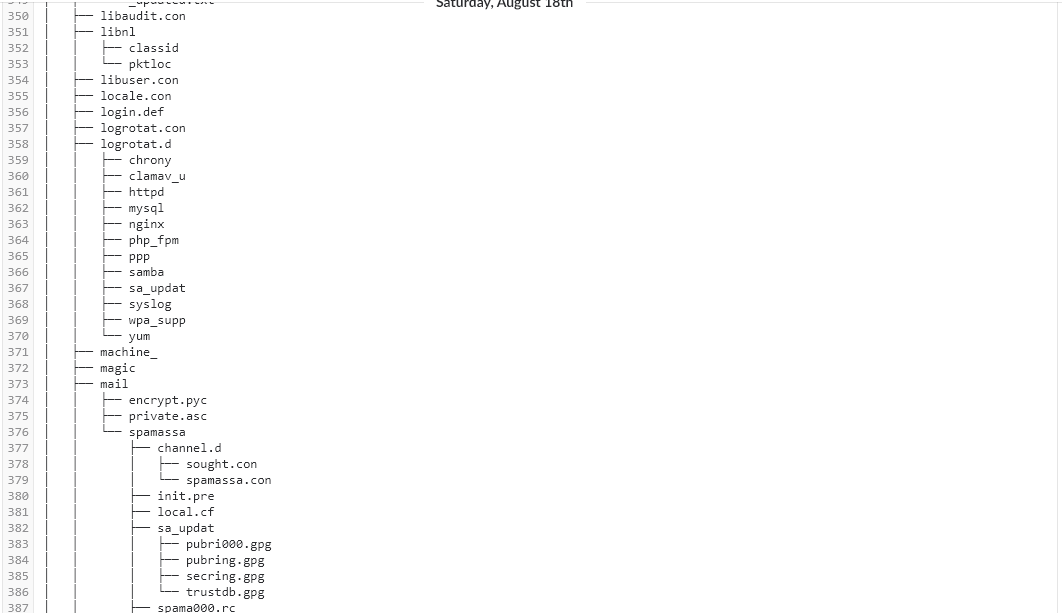 349 │   │   _updated.txt
Saturday, August 18th
350 │   ├── libaudit.con
351 │   ├── libnl
352 │   │   ├── classid
353 │   │   └── pktloc
354 │   ├── libuser.con
355 │   ├── locale.con
356 │   ├── login.def
357 │   ├── logrotat.con
358 │   ├── logrotat.d
359 │   │   ├── chrony
360 │   │   ├── clamav_u
361 │   │   ├── httpd
362 │   │   ├── mysql
363 │   │   ├── nginx
364 │   │   ├── php_fpm
365 │   │   ├── ppp
366 │   │   ├── samba
367 │   │   ├── sa_updat
368 │   │   ├── syslog
369 │   │   ├── wpa_supp
370 │   │   └── yum
371 │   ├── machine_
372 │   ├── magic
373 │   ├── mail
374 │   │   ├── encrypt.pyc
375 │   │   ├── private.asc
376 │   │   └── spamassa
377 │   │       ├── channel.d
378 │   │       │   ├── sought.con
379 │   │       │   └── spamassa.con
380 │   │       ├── init.pre
381 │   │       ├── local.cf
382 │   │       ├── sa_updat
383 │   │       │   ├── pubri000.gpg
384 │   │       │   ├── pubring.gpg
385 │   │       │   ├── secring.gpg
386 │   │       │   └── trustdb.gpg
387 │   │       ├── spama000.rc